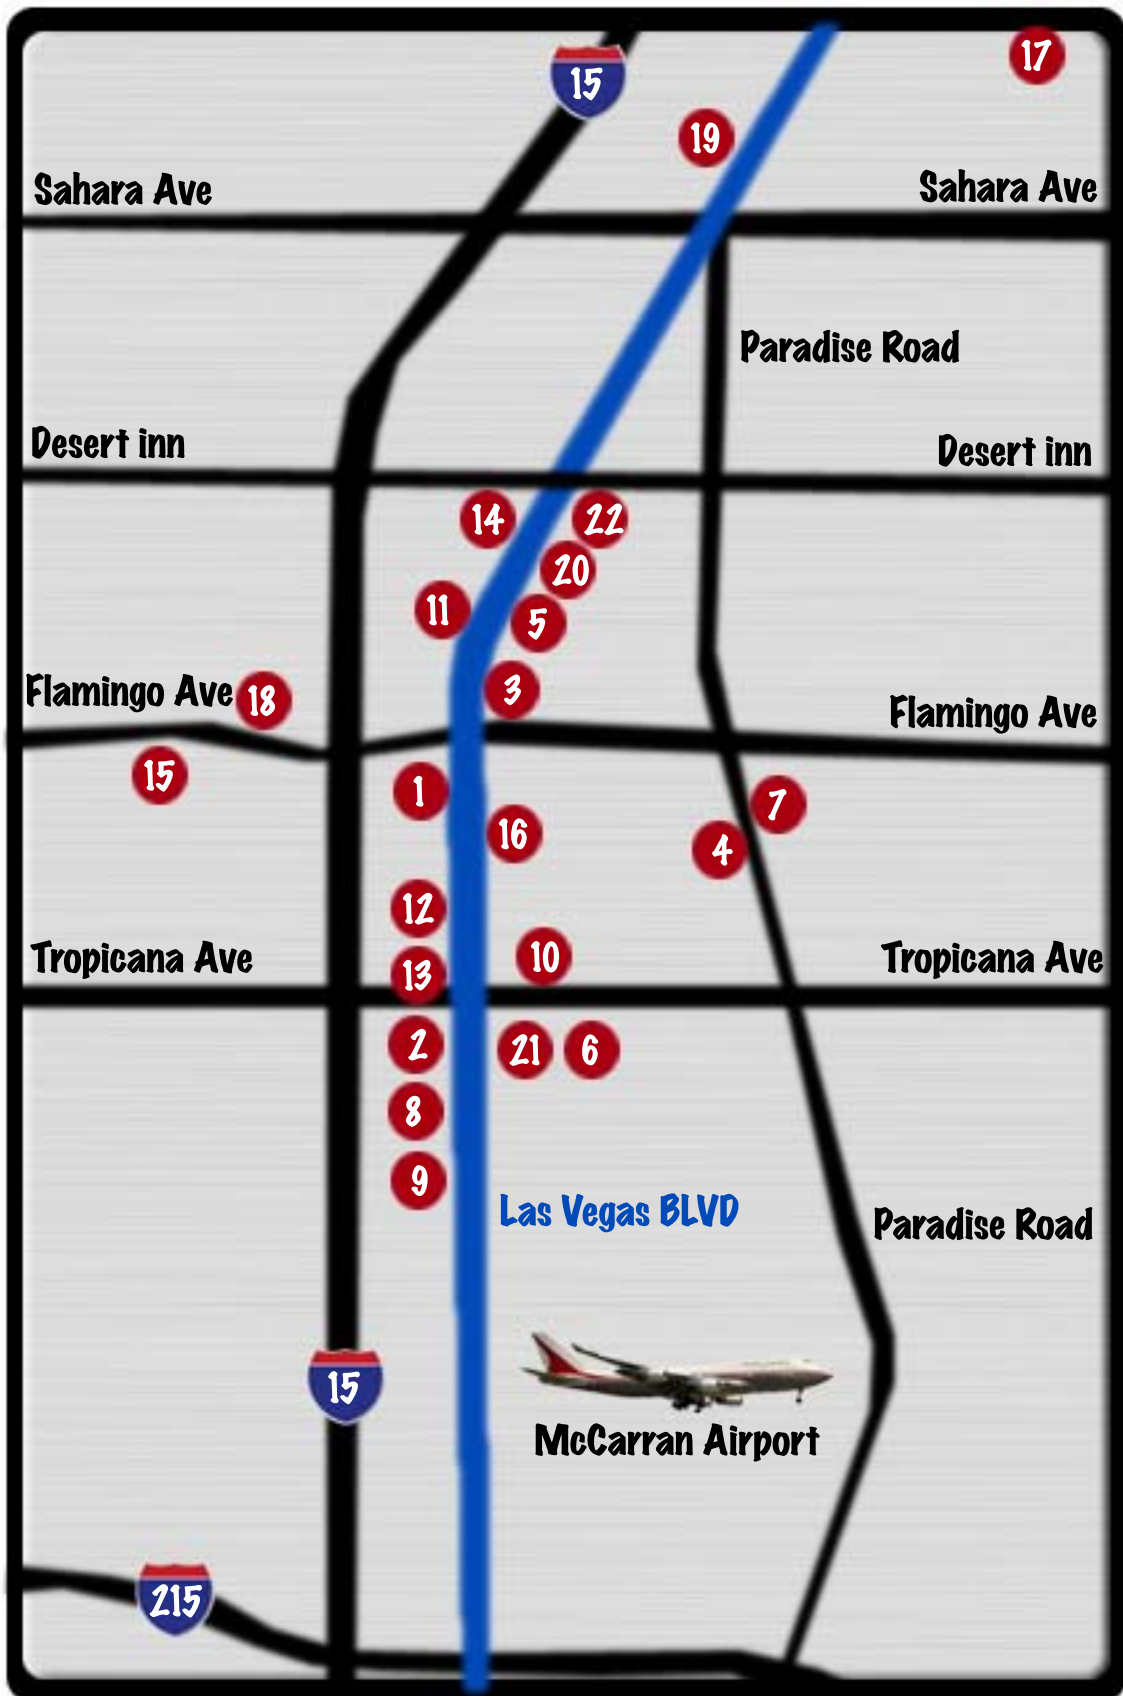 17
15
19
Sahara Ave
Sahara Ave
Paradise Road
Desert inn
Desert inn
14
22
20
11
5
3
Flamingo Ave
18
Flamingo Ave
15
1
7
16
4
12
Tropicana Ave
10
Tropicana Ave
13
2
21
6
8
9
Las Vegas BLVD
Paradise Road
15
McCarran Airport
215